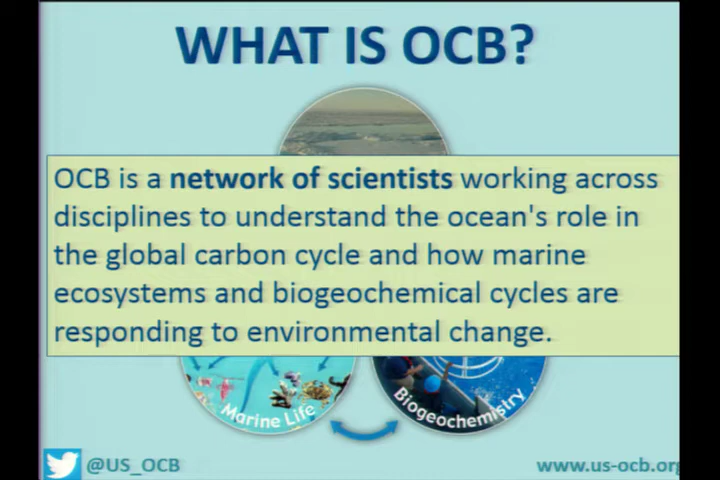 WHAT IS OCB?
OCB is a network of scientists working across
disciplines to understand the ocean's role in
the global carbon cycle and how marine
ecosystems and biogeochemical cycles are
responding to environmental change.
Marine Life
Biogeochemistry
@US_OCB
www.us-ocb.org